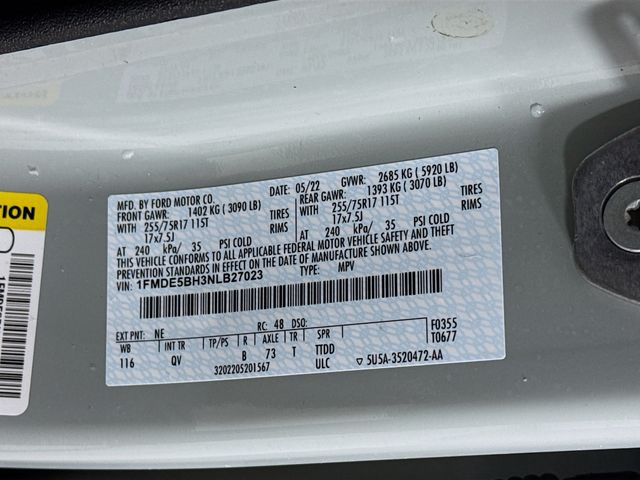 MFD. BY FORD MOTOR CO. DATE: 05/22 GVWR: 2685 KG ( 5920 LB)
FRONT GAWR: 1402 KG ( 3090 LB) REAR GAWR: 1393 KG ( 3070 LB)
WITH 255/75R17 115T TIRES WITH 255/75R17 115T TIRES
17x7.5J RIMS 17x7.5J RIMS
AT 240 kPa/ 35 PSI COLD AT 240 kPa/ 35 PSI COLD
THIS VEHICLE CONFORMS TO ALL APPLICABLE FEDERAL MOTOR VEHICLE SAFETY AND THEFT
PREVENTION STANDARDS IN EFFECT ON THE DATE OF MANUFACTURE SHOWN ABOVE.
VIN: 1FMDE5BH3NLB27023 TYPE: MPV
EXT PNT: NE RC: 48 DSO: F0355
WB INT TR TP/PS R AXLE TR SPR T0677
116 QV B 73 T TTDD
3202205201567 ULC ▽ 5U5A-3520472-AA
TION